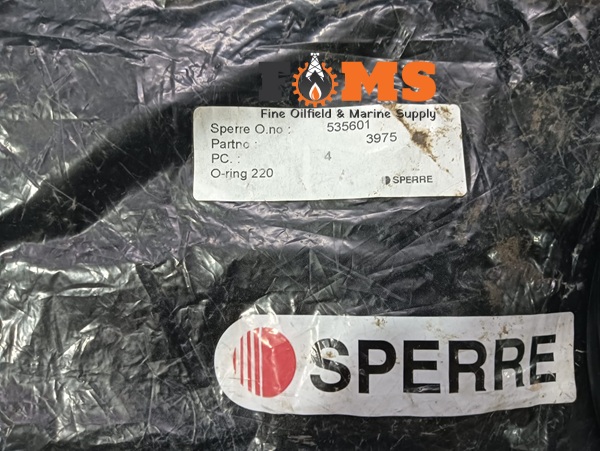 FOMS
Fine Oilfield & Marine Supply
Sperre O.no : 535601
Partno : 3975
PC. : 4
O-ring 220
SPERRE
SPERRE